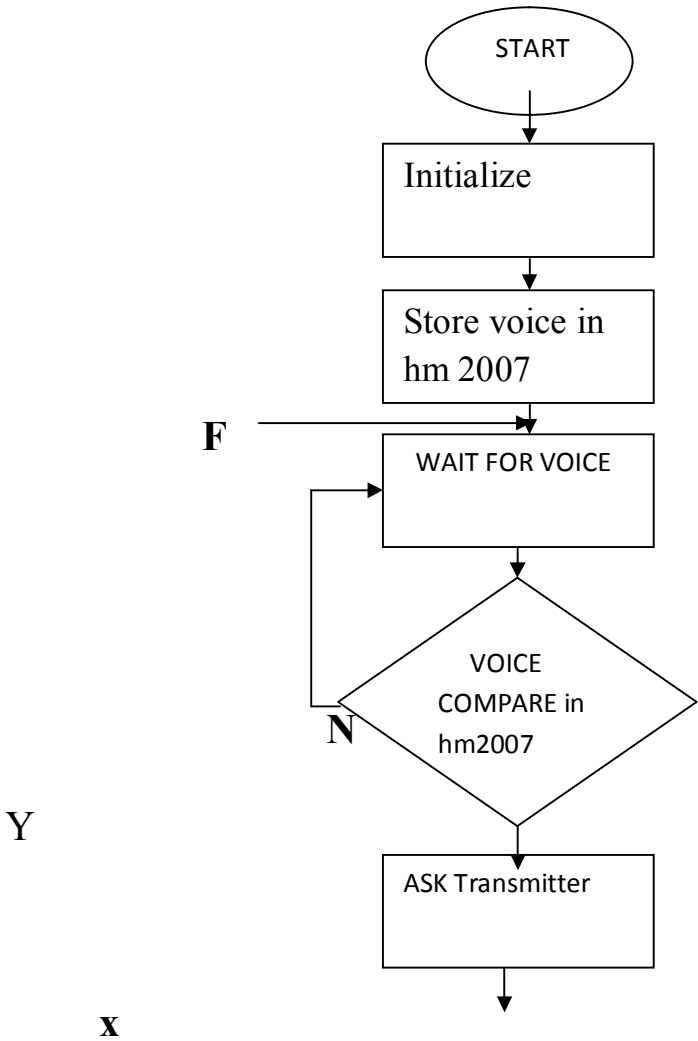 START
Initialize
Store voice in
hm 2007
F
WAIT FOR VOICE
VOICE
COMPARE in
hm2007
N
Y
ASK Transmitter
x